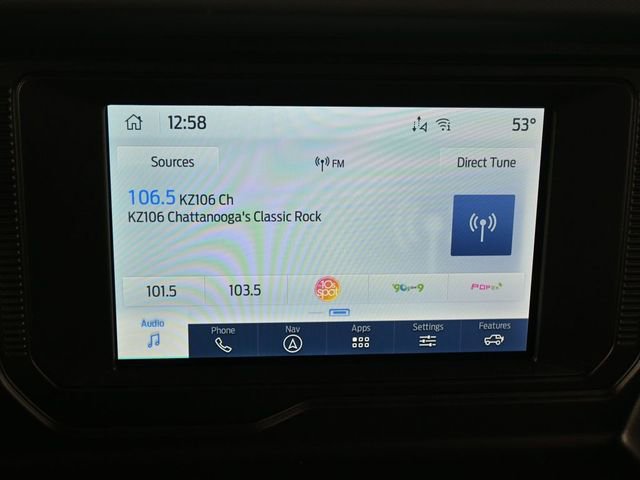 12:58
53°
Sources
FM
Direct Tune
106.5 KZ106 Ch
KZ106 Chattanooga's Classic Rock
101.5
103.5
spot
Audio
Phone
Nav
Apps
Settings
Features